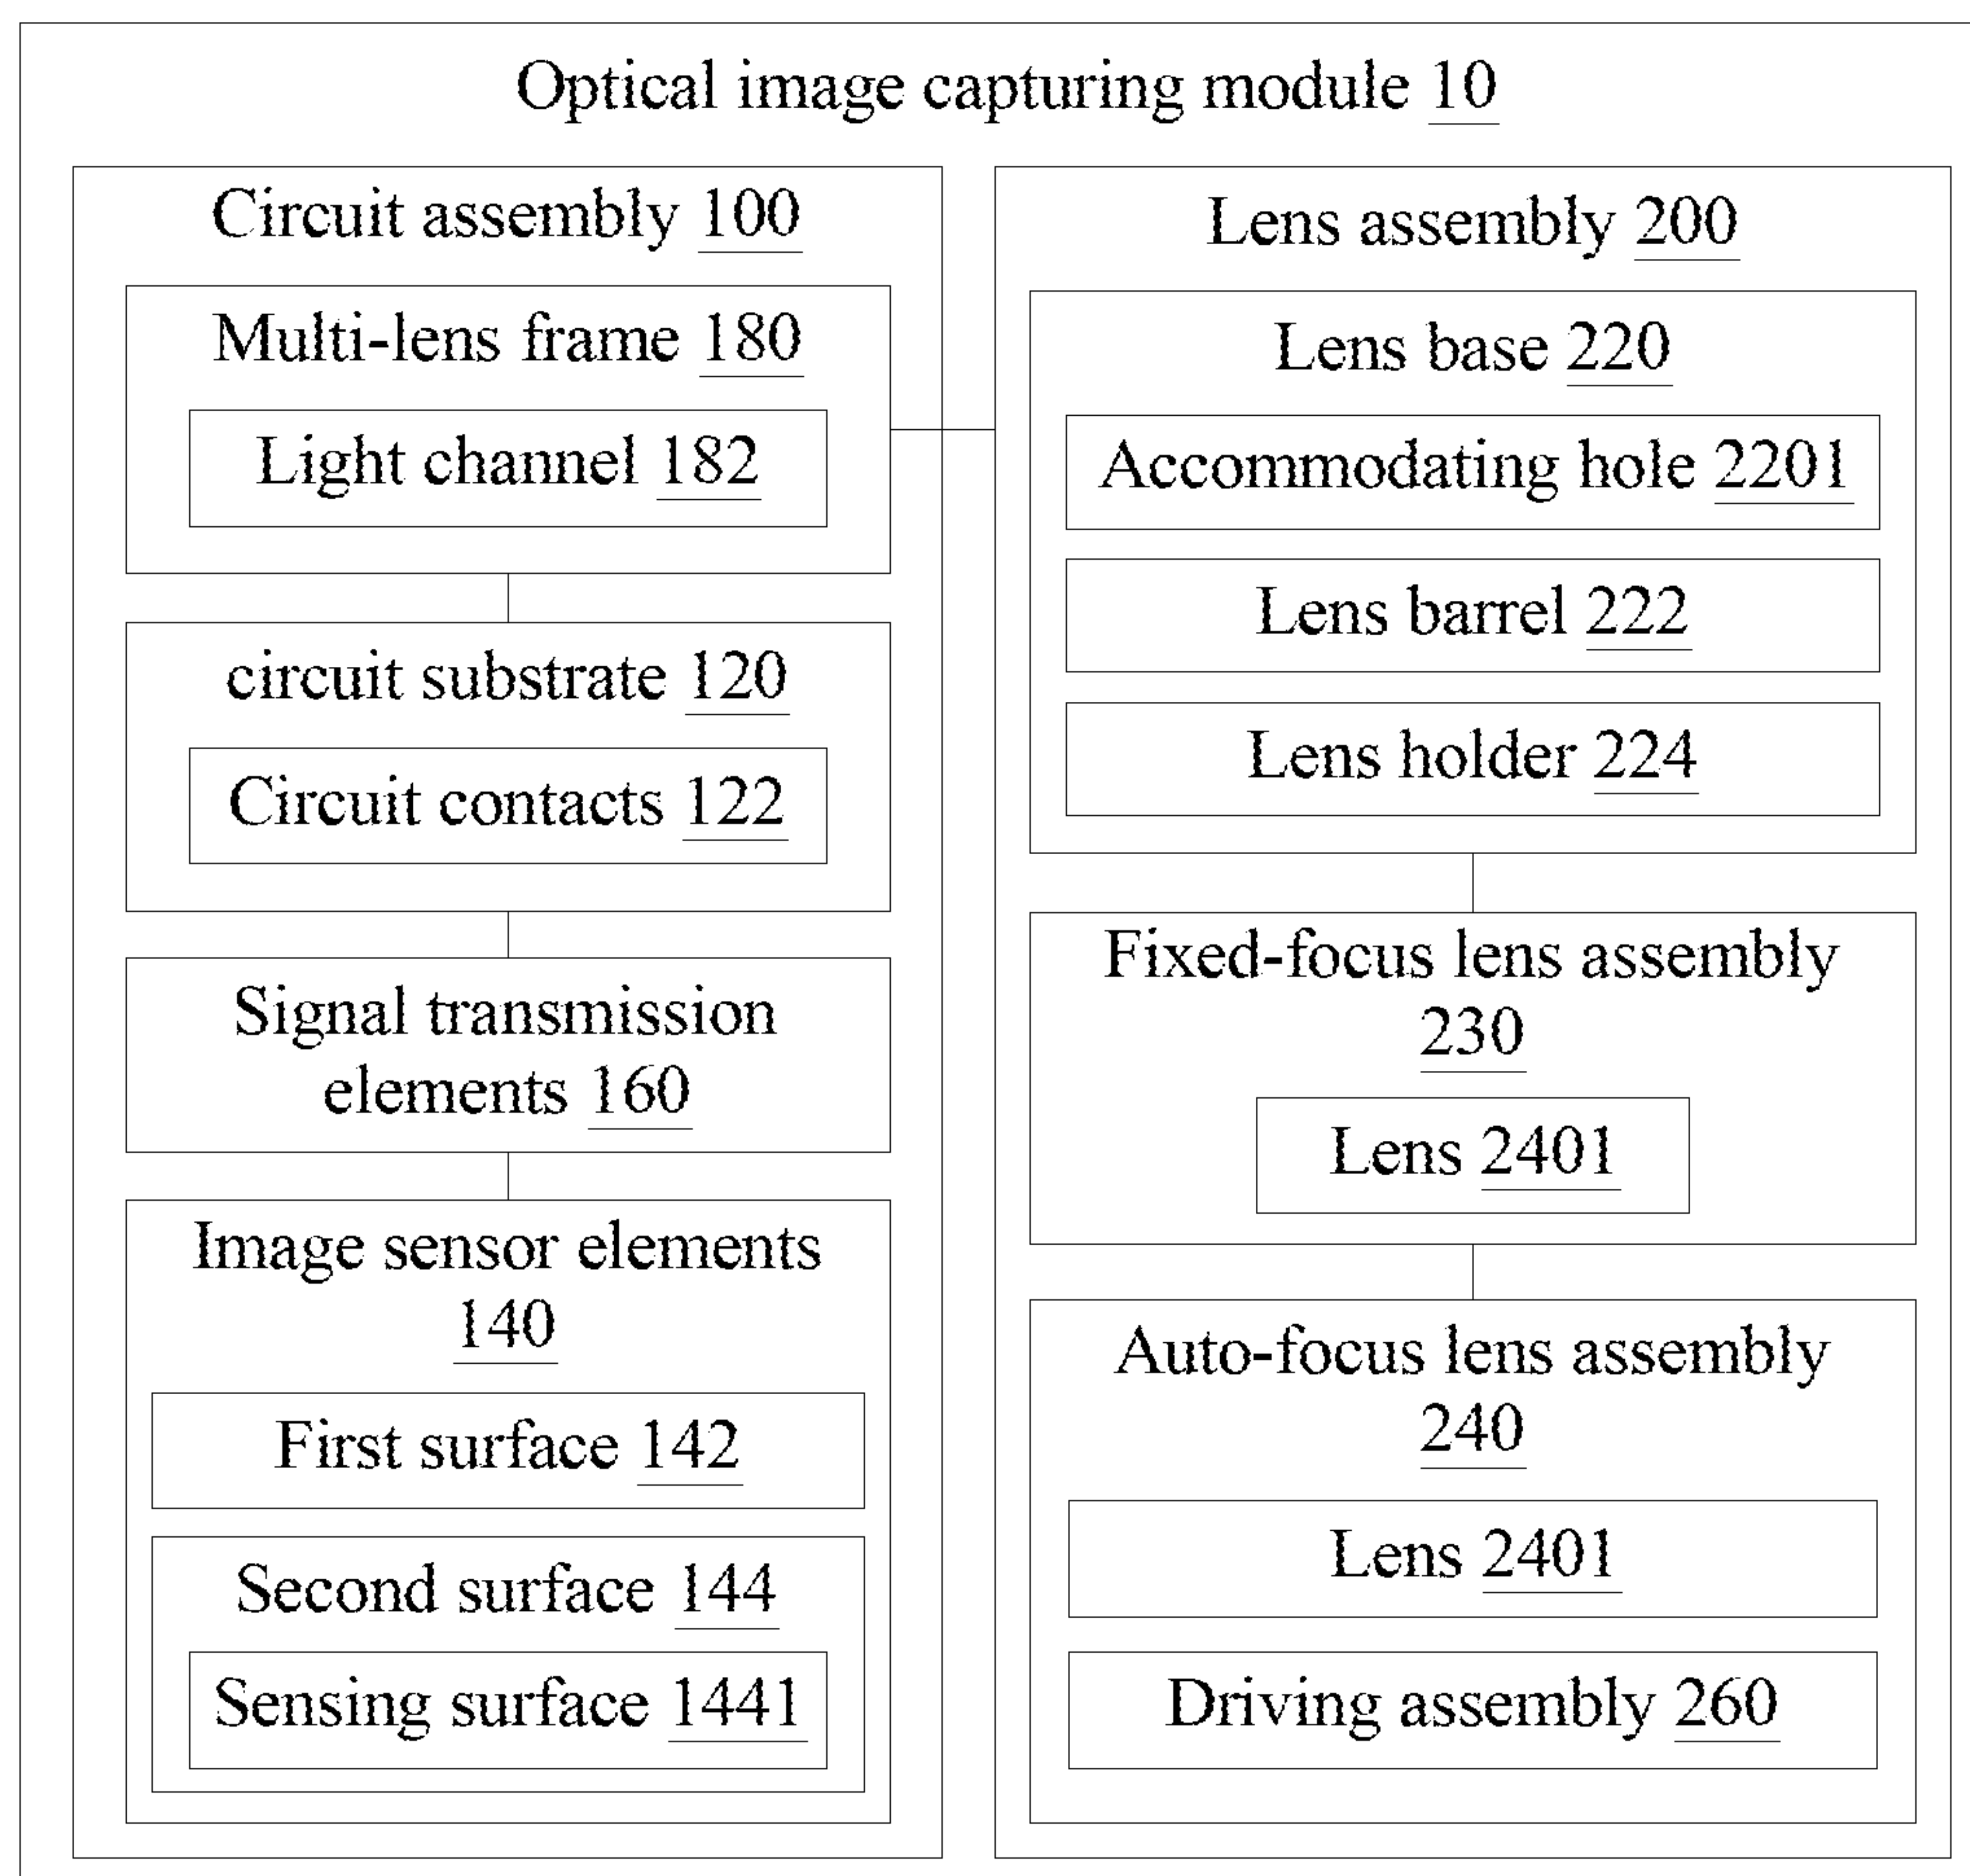 Optical image capturing module 10
Circuit assembly 100
Multi-lens frame 180
Light channel 182
circuit substrate 120
Circuit contacts 122
Signal transmission
elements 160
Image sensor elements
140
First surface 142
Second surface 144
Sensing surface 1441
Lens assembly 200
Lens base 220
Accommodating hole 2201
Lens barrel 222
Lens holder 224
Fixed-focus lens assembly
230
Lens 2401
Auto-focus lens assembly
240
Lens 2401
Driving assembly 260